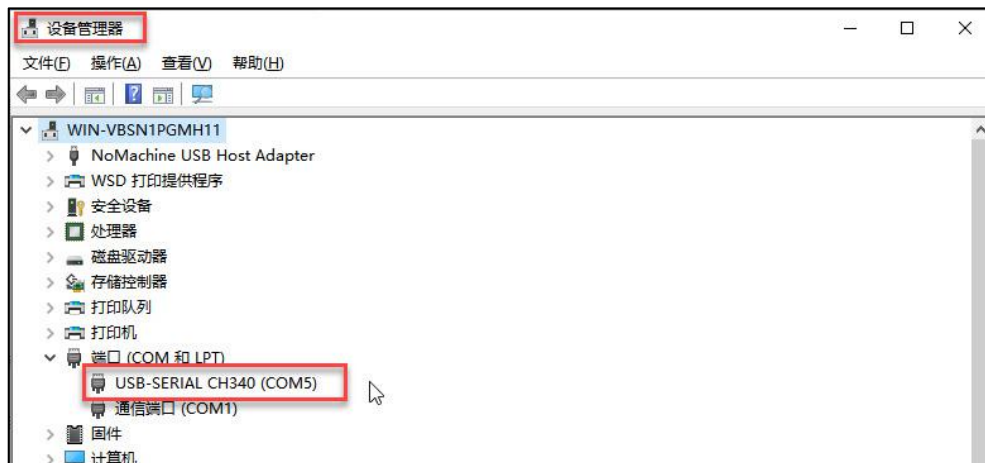 设备管理器
文件(F) 操作(A) 查看(V) 帮助(H)
WIN-VBSN1PGMH11
NoMachine USB Host Adapter
WSD 打印提供程序
安全设备
处理器
磁盘驱动器
存储控制器
打印队列
打印机
端口 (COM 和 LPT)
USB-SERIAL CH340 (COM5)
通信端口 (COM1)
固件
计算机